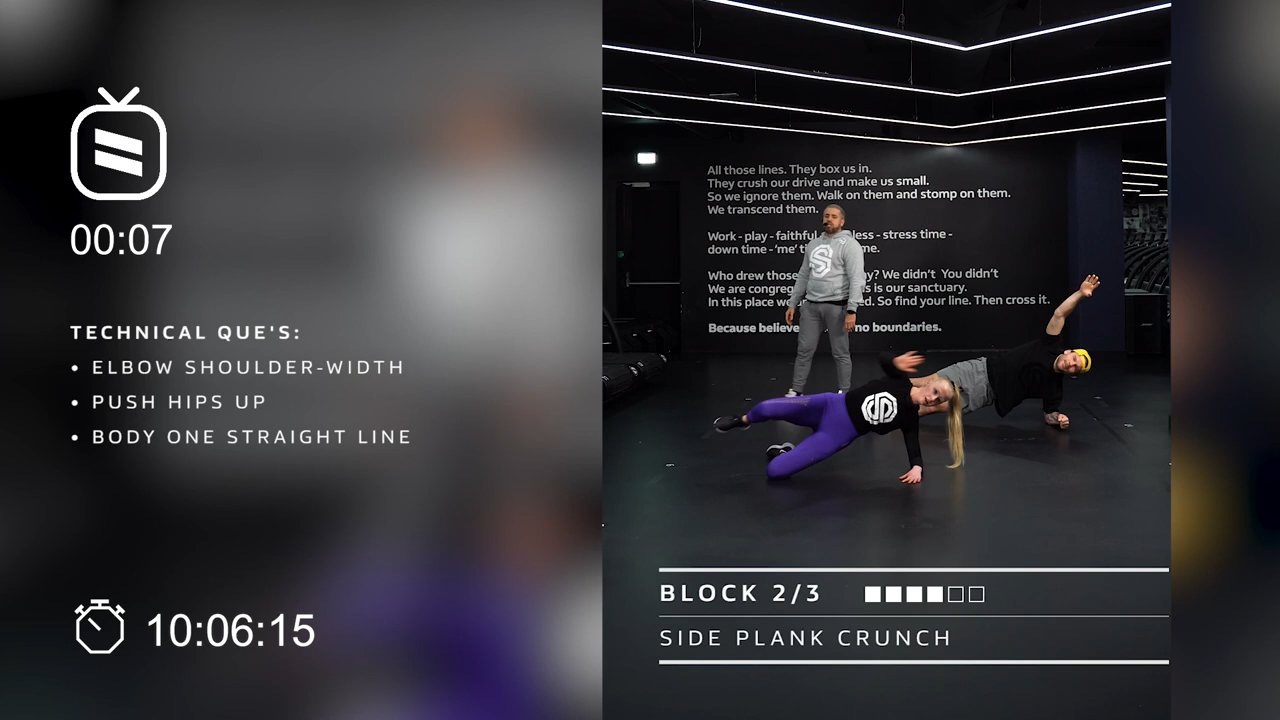 00:07
TECHNICAL QUE'S:
• ELBOW SHOULDER-WIDTH
• PUSH HIPS UP
• BODY ONE STRAIGHT LINE
10:06:15
All those lines. They box us in.
They crush our drive and make us small.
So we ignore them. Walk on them and stomp on them.
We transcend them.
Work - play - faithful - stress time -
down time - 'me'
Who drew those We didn't You didn't
We are is our sanctuary.
In this place So find your line. Then cross it.
Because no boundaries.
BLOCK 2/3
SIDE PLANK CRUNCH